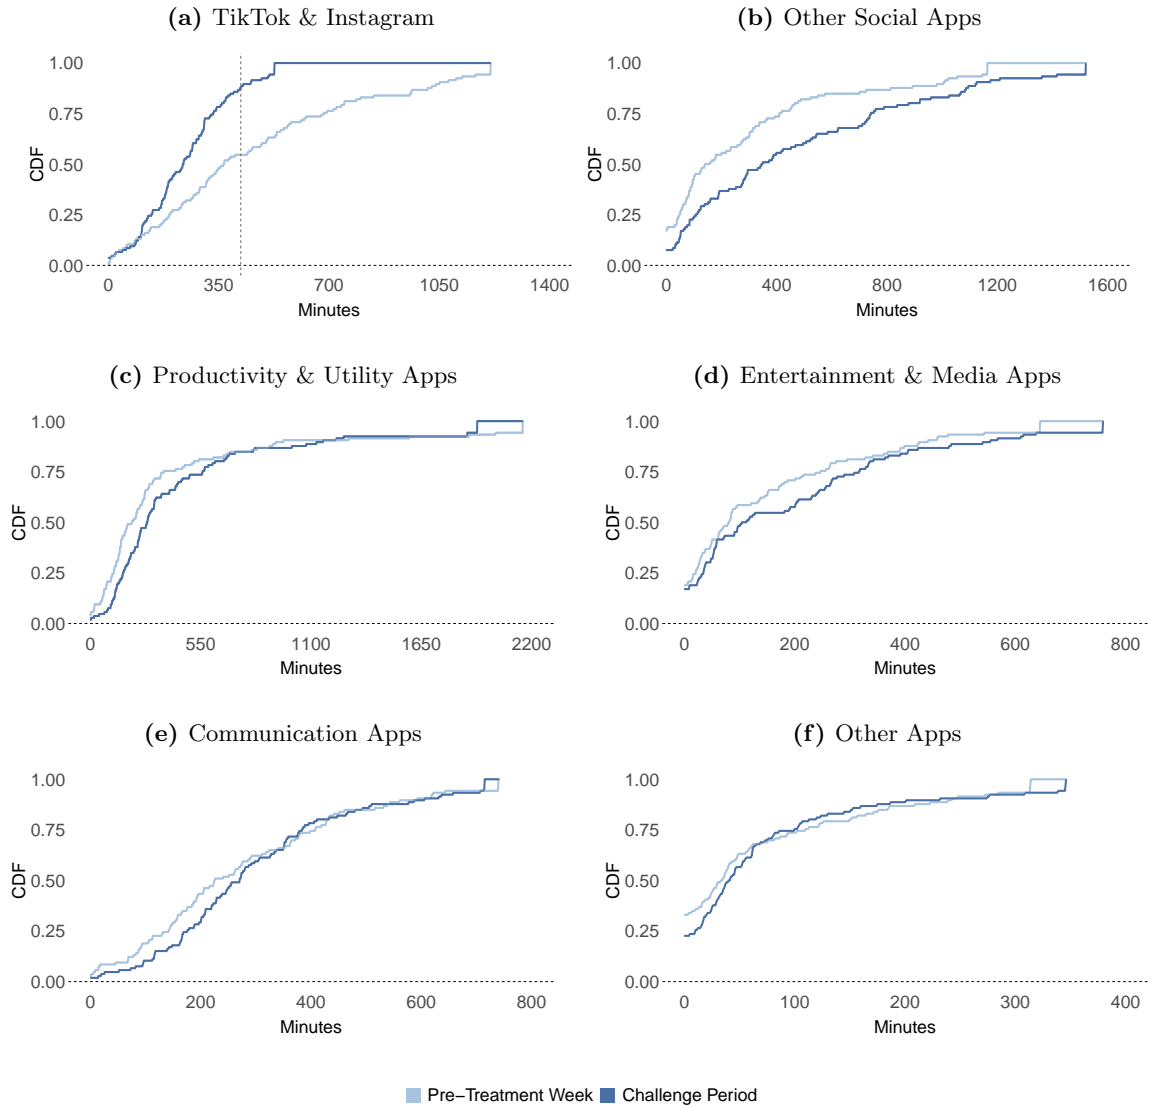 (a) TikTok & Instagram
1.00
0.75
0.50
0.25
0.00
CDF
0 350 700 1050 1400
Minutes
(b) Other Social Apps
1.00
0.75
0.50
0.25
0.00
CDF
0 400 800 1200 1600
Minutes
(c) Productivity & Utility Apps
1.00
0.75
0.50
0.25
0.00
CDF
0 550 1100 1650 2200
Minutes
(d) Entertainment & Media Apps
1.00
0.75
0.50
0.25
0.00
CDF
0 200 400 600 800
Minutes
(e) Communication Apps
1.00
0.75
0.50
0.25
0.00
CDF
0 200 400 600 800
Minutes
(f) Other Apps
1.00
0.75
0.50
0.25
0.00
CDF
0 100 200 300 400
Minutes
Pre−Treatment Week Challenge Period